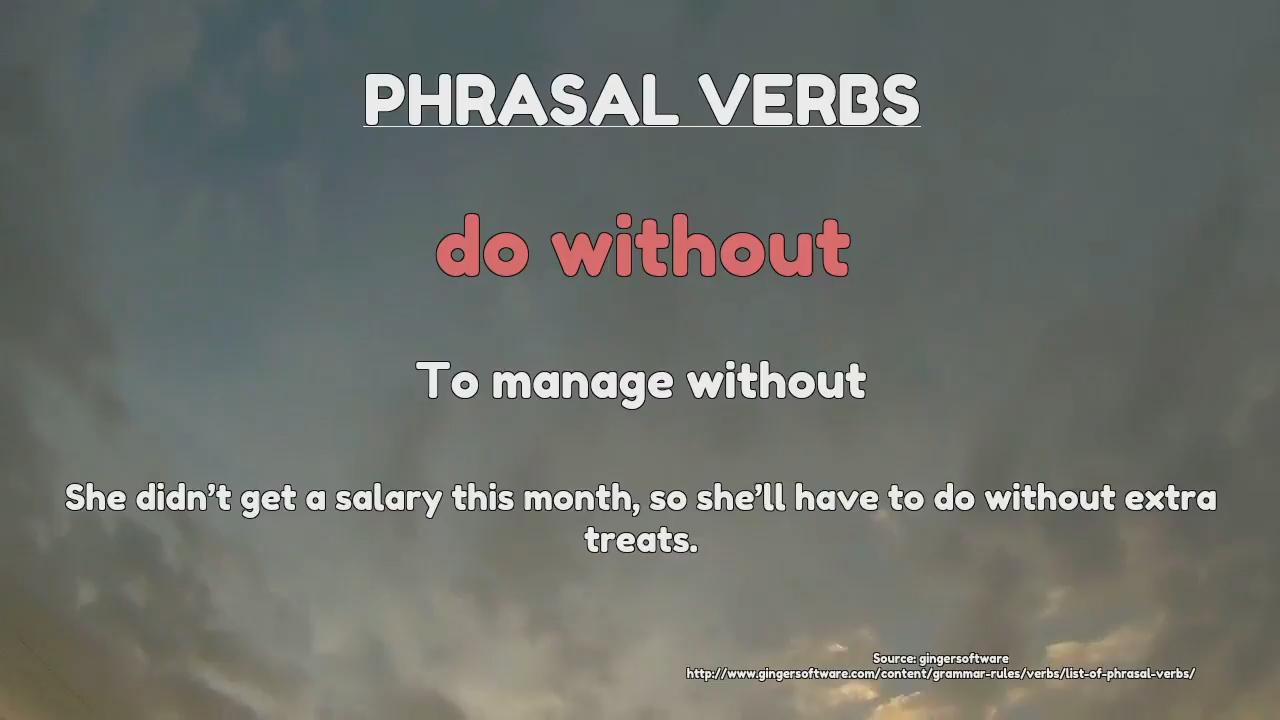 PHRASAL VERBS
do without
To manage without
She didn’t get a salary this month, so she’ll have to do without extra
treats.
Source: gingersoftware
http://www.gingersoftware.com/content/grammar-rules/verbs/list-of-phrasal-verbs/